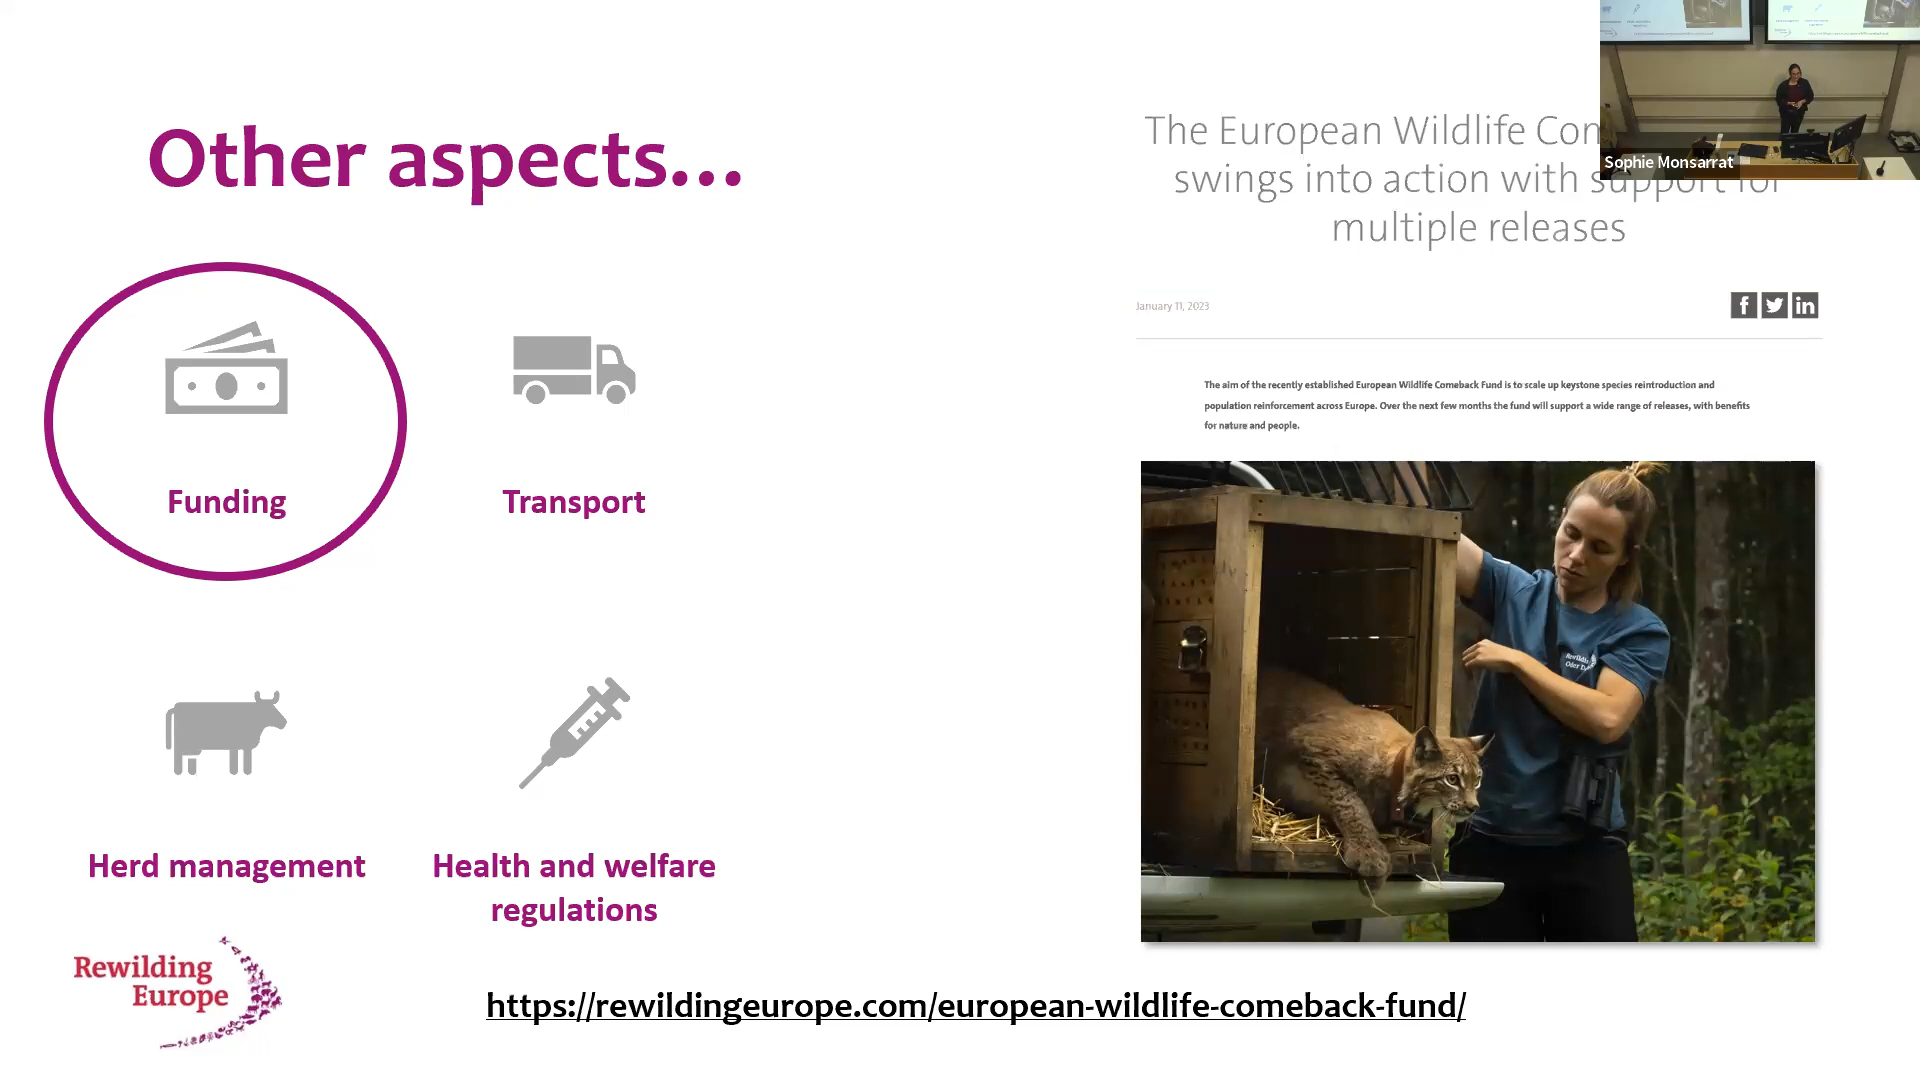 Other aspects...
Funding
Transport
Herd management
Health and welfare
regulations
Rewilding
Europe
https://rewildingeurope.com/european-wildlife-comeback-fund/
The European Wildlife
swings into action with support for
multiple releases
January 11, 2023
The aim of the recently established European Wildlife Comeback Fund is to scale up keystone species reintroduction and
population reinforcement across Europe. Over the next few months the fund will support a wide range of releases, with benefits
for nature and people.
Sophie Monsarrat